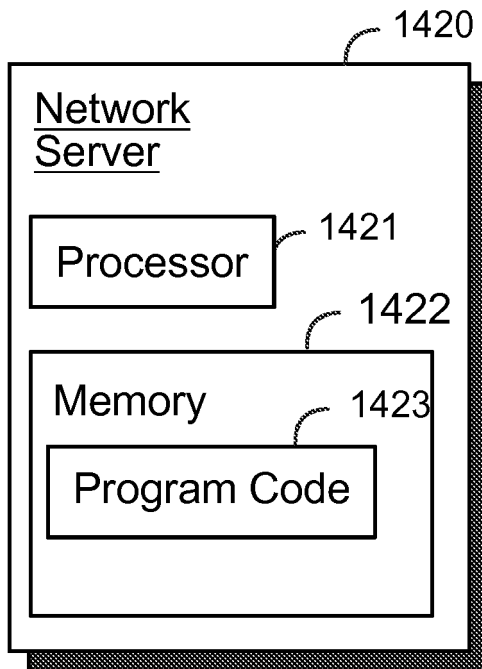 1420
Network
Server
1421
Processor
1422
Memory
1423
Program Code